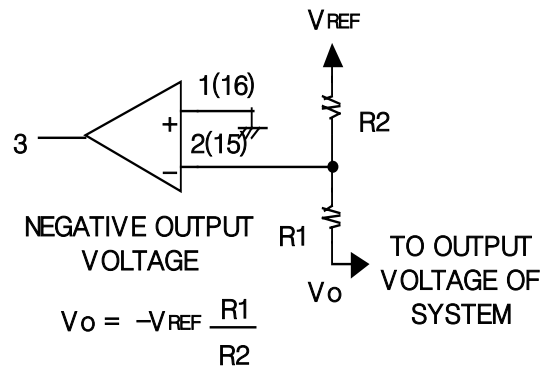 VREF
1(16)
+
R2
3
2(15)
−
NEGATIVE OUTPUT
VOLTAGE
R1
TO OUTPUT
VOLTAGE OF
SYSTEM
Vo
Vo = -VREF R1
R2